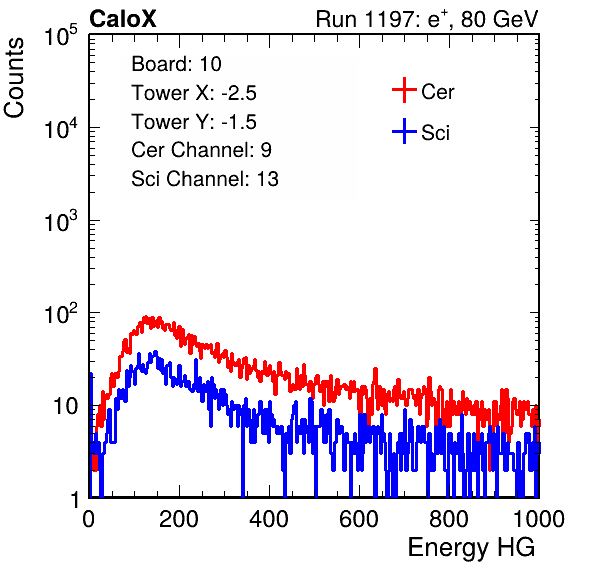 CaloX Run 1197: e⁺, 80 GeV
Counts
10⁵
10⁴
10³
10²
10
1
Board: 10
Tower X: -2.5
Tower Y: -1.5
Cer Channel: 9
Sci Channel: 13
Cer
Sci
0 200 400 600 800 1000
Energy HG